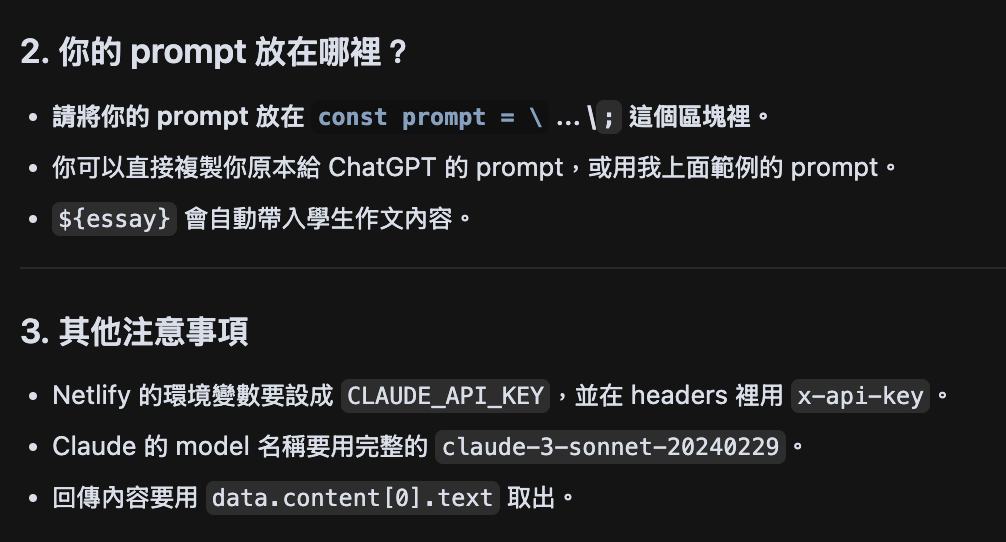 2. 你的 prompt 放在哪裡？
• 請將你的 prompt 放在 const prompt = \ ... \ ; 這個區塊裡。
• 你可以直接複製你原本給 ChatGPT 的 prompt，或用我上面範例的 prompt。
• ${essay} 會自動帶入學生作文內容。
3. 其他注意事項
• Netlify 的環境變數要設成 CLAUDE_API_KEY，並在 headers 裡用 x-api-key。
• Claude 的 model 名稱要用完整的 claude-3-sonnet-20240229。
• 回傳內容要用 data.content[0].text 取出。